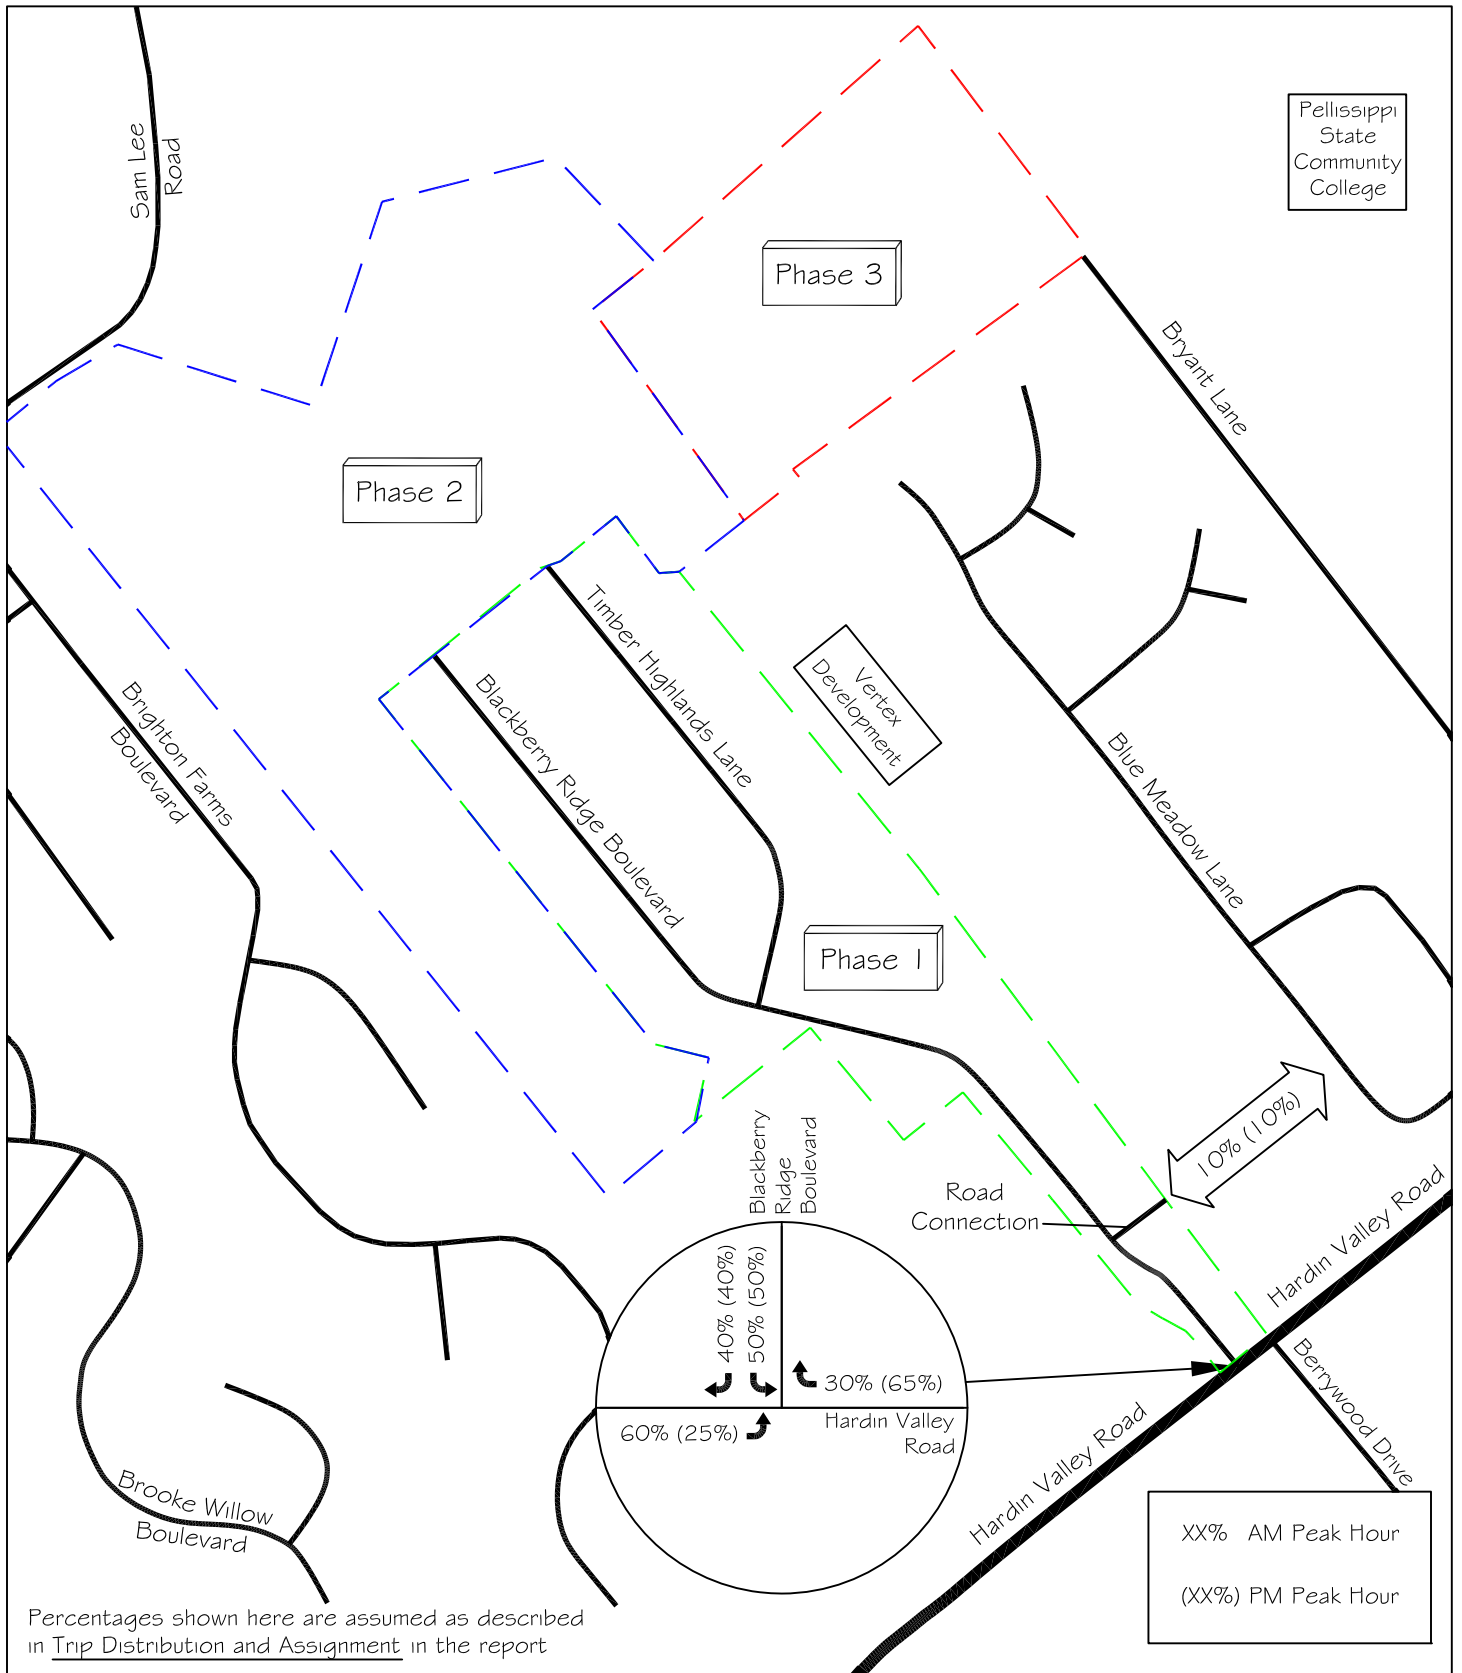 Sam Lee
Road
Pellissippi
State
Community
College
Phase 3
Bryant Lane
Phase 2
Timber Highlands Lane
Vertex
Development
Blackberry Ridge Boulevard
Brighton Farms
Boulevard
Blue Meadow Lane
Phase 1
10% (10%)
Blackberry
Ridge
Boulevard
Road
Connection
Hardin Valley Road
40% (40%)
50% (50%)
30% (65%)
60% (25%)
Hardin Valley
Road
Berrywood Drive
Hardin Valley Road
Brooke Willow
Boulevard
XX% AM Peak Hour
(XX%) PM Peak Hour
Percentages shown here are assumed as described
in Trip Distribution and Assignment in the report